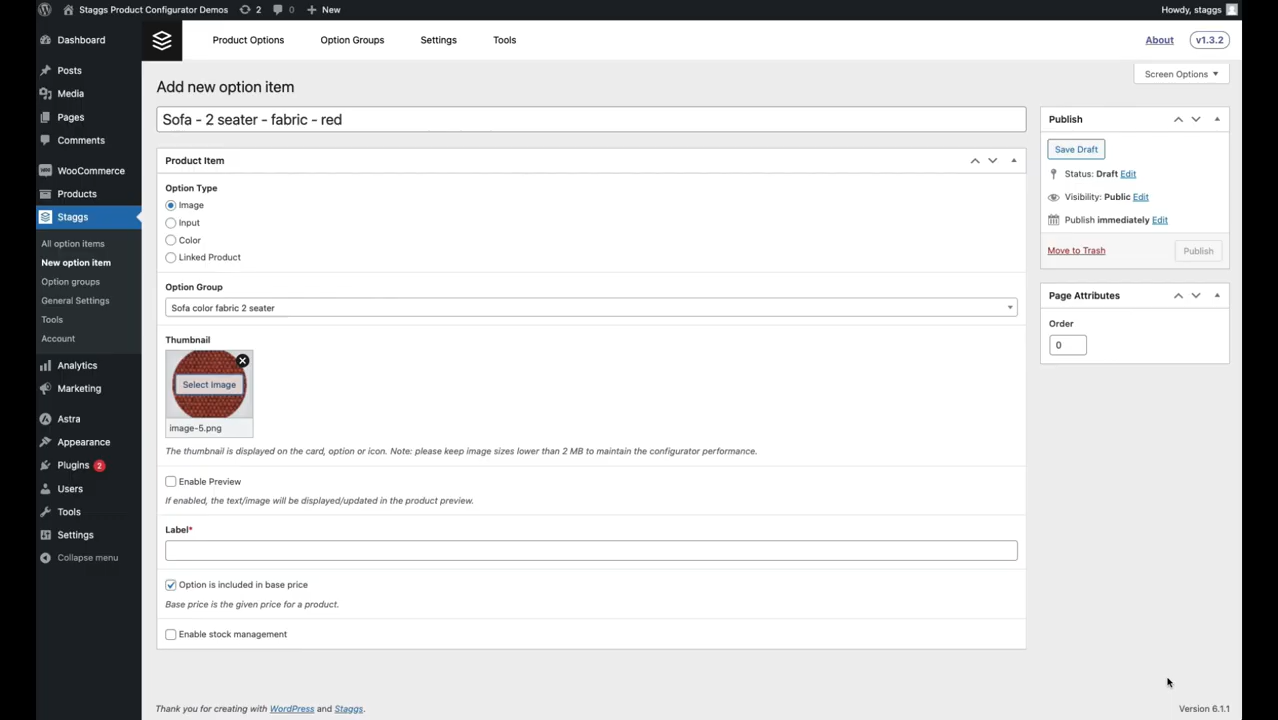 Staggs Product Configurator Demos
2
0
New
Howdy, staggs
Dashboard
Posts
Media
Pages
Comments
WooCommerce
Products
Staggs
All option items
New option item
Option groups
General Settings
Tools
Account
Analytics
Marketing
Astra
Appearance
Plugins 2
Users
Tools
Settings
Collapse menu
Product Options
Option Groups
Settings
Tools
About
v1.3.2
Screen Options
Add new option item
Sofa - 2 seater - fabric - red
Product Item
Option Type
Image
Input
Color
Linked Product
Option Group
Sofa color fabric 2 seater
Thumbnail
Select Image
image-5.png
The thumbnail is displayed on the card, option or icon. Note: please keep image sizes lower than 2 MB to maintain the configurator performance.
Enable Preview
If enabled, the text/image will be displayed/updated in the product preview.
Label*
Option is included in base price
Base price is the given price for a product.
Enable stock management
Publish
Save Draft
Status: Draft Edit
Visibility: Public Edit
Publish immediately Edit
Move to Trash
Publish
Page Attributes
Order
0
Thank you for creating with WordPress and Staggs.
Version 6.1.1